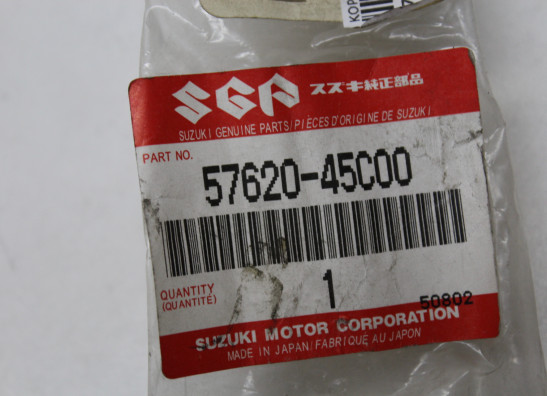 KOP
SGP スズキ純正部品
SUZUKI GENUINE PARTS/PIÈCES D'ORIGINE DE SUZUKI
PART NO. 57620-45C00
QUANTITY
(QUANTITÉ)
1
50802
SUZUKI MOTOR CORPORATION
MADE IN JAPAN/FABRIQUÉ AU JAPON